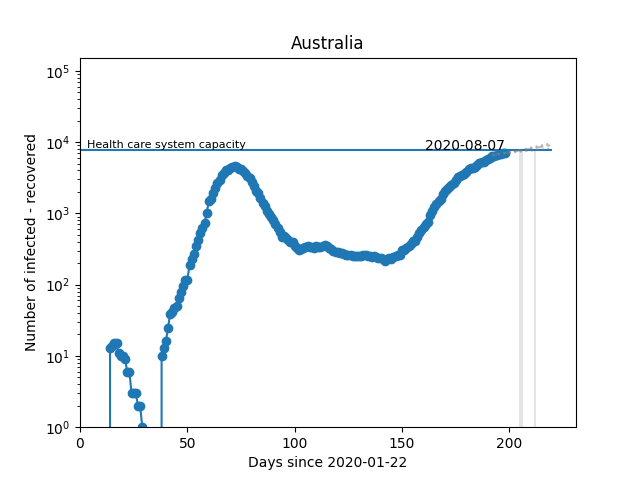 Australia
Number of infected - recovered
10^5
10^4
10^3
10^2
10^1
10^0
Health care system capacity
2020-08-07
0 50 100 150 200
Days since 2020-01-22